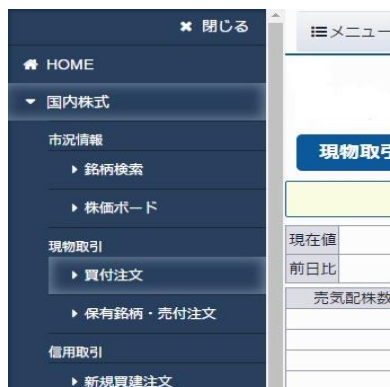 ✖ 閉じる
HOME
国内株式
市況情報
銘柄検索
株価ボード
現物取引
買付注文
保有銘柄・売付注文
信用取引
新規買建注文
メニュー
現物取引
現在値
前日比
売気配株数